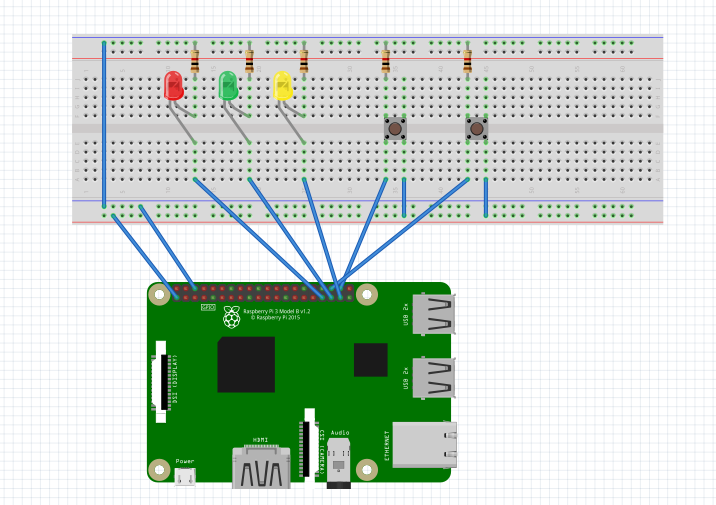 GPIO
Raspberry Pi 3 Model B v1.2
© Raspberry Pi 2015
USB 2x
DSI (DISPLAY)
USB 2x
Power
HDMI
CSI (CAMERA)
Audio
ETHERNET